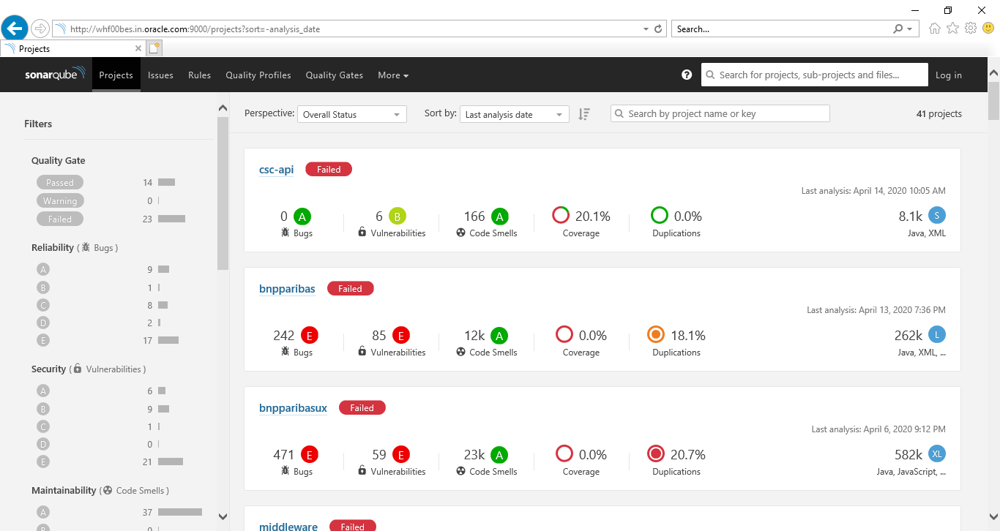 http://whf00bes.in.oracle.com:9000/projects?sort=-analysis_date
Search...
Projects
sonarqube
Projects
Issues
Rules
Quality Profiles
Quality Gates
More
?
Search for projects, sub-projects and files...
Log in
Filters
Quality Gate
Passed 14
Warning 0
Failed 23
Reliability ( Bugs )
A 9
B 1
C 8
D 2
E 17
Security ( Vulnerabilities )
A 6
B 9
C 1
D 0
E 21
Maintainability ( Code Smells )
A 37
B 0
Perspective: Overall Status
Sort by: Last analysis date
Search by project name or key
41 projects
csc-api Failed
Last analysis: April 14, 2020 10:05 AM
0 A 6 B 166 A 20.1% 0.0% 8.1k S
Bugs Vulnerabilities Code Smells Coverage Duplications Java, XML
bnpparibas Failed
Last analysis: April 13, 2020 7:36 PM
242 E 85 E 12k A 0.0% 18.1% 262k L
Bugs Vulnerabilities Code Smells Coverage Duplications Java, XML, ...
bnpparibasux Failed
Last analysis: April 6, 2020 9:12 PM
471 E 59 E 23k A 0.0% 20.7% 582k XL
Bugs Vulnerabilities Code Smells Coverage Duplications Java, JavaScript, ...
middleware Failed